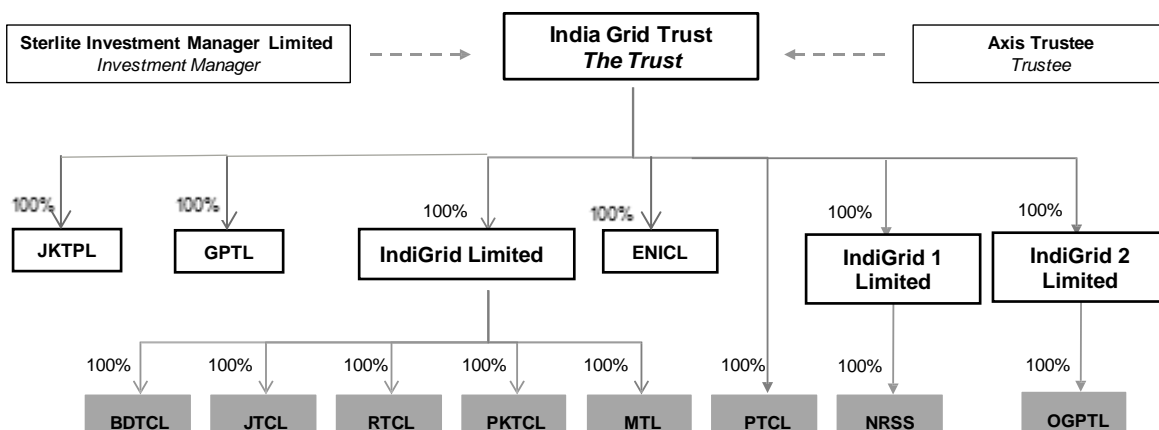 Sterlite Investment Manager Limited
Investment Manager
India Grid Trust
The Trust
Axis Trustee
Trustee
100%
100%
100%
100%
100%
100%
JKTPL
GPTL
IndiGrid Limited
ENICL
IndiGrid 1
Limited
IndiGrid 2
Limited
100%
100%
100%
100%
100%
100%
100%
100%
BDTCL
JTCL
RTCL
PKTCL
MTL
PTCL
NRSS
OGPTL